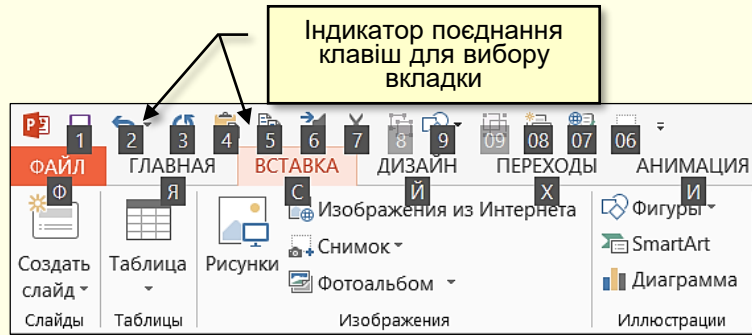 Індикатор поєднання
клавіш для вибору
вкладки
1 2 3 4 5 6 7 8 9 09 08 07 06
ФАЙЛ ГЛАВНАЯ ВСТАВКА ДИЗАЙН ПЕРЕХОДЫ АНИМАЦИЯ
Ф Я С Й Х И
Создать
слайд
Таблица
Рисунки
Изображения из Интернета
Снимок
Фотоальбом
Фигуры
SmartArt
Диаграмма
Слайды Таблицы Изображения Иллюстрации